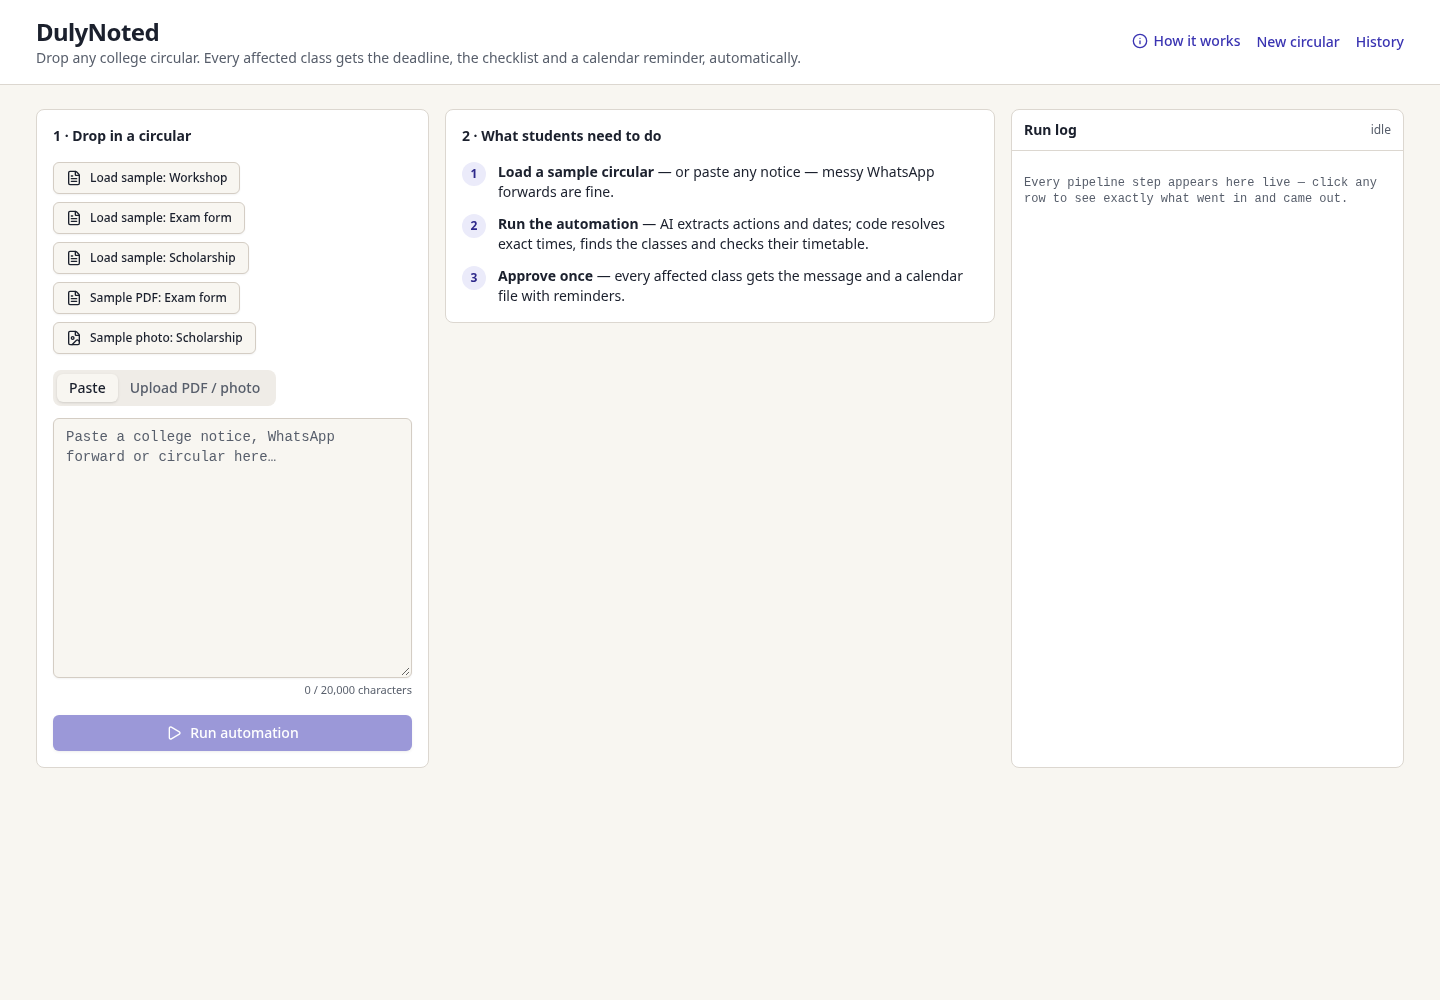 DulyNoted
Drop any college circular. Every affected class gets the deadline, the checklist and a calendar reminder, automatically.
How it works
New circular
History
1 · Drop in a circular
Load sample: Workshop
Load sample: Exam form
Load sample: Scholarship
Sample PDF: Exam form
Sample photo: Scholarship
Paste
Upload PDF / photo
Paste a college notice, WhatsApp
forward or circular here…
0 / 20,000 characters
Run automation
2 · What students need to do
1
Load a sample circular — or paste any notice — messy WhatsApp
forwards are fine.
2
Run the automation — AI extracts actions and dates; code resolves
exact times, finds the classes and checks their timetable.
3
Approve once — every affected class gets the message and a calendar
file with reminders.
Run log
idle
Every pipeline step appears here live — click any
row to see exactly what went in and came out.